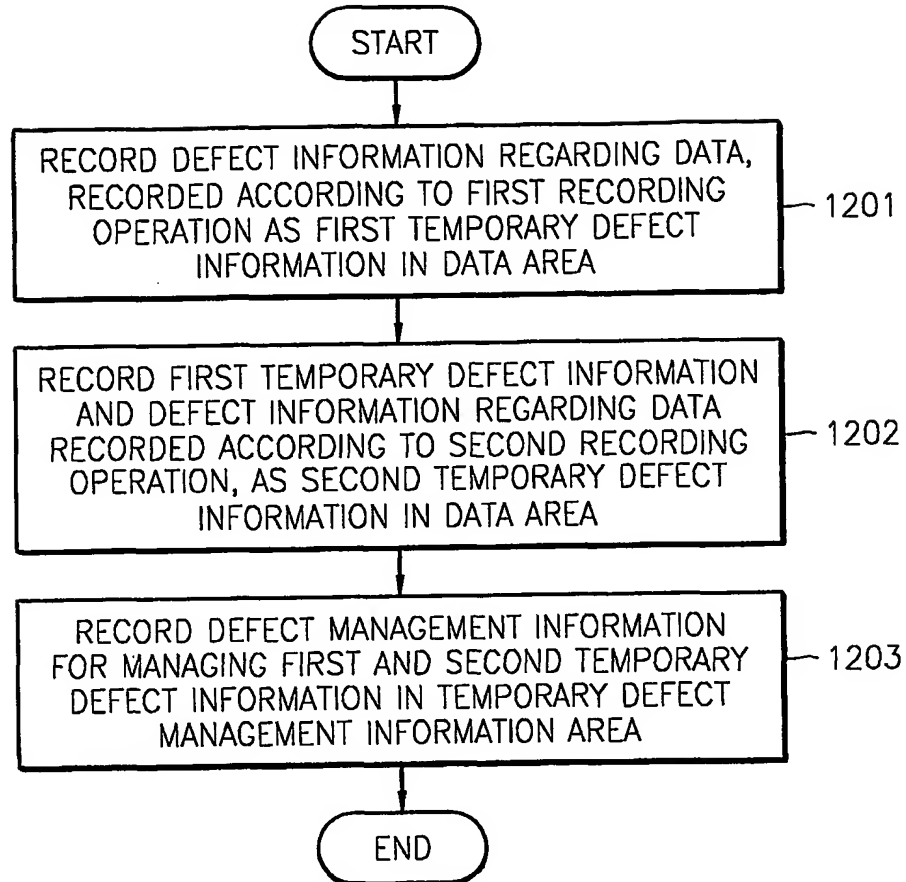 START
RECORD DEFECT INFORMATION REGARDING DATA,
RECORDED ACCORDING TO FIRST RECORDING
OPERATION AS FIRST TEMPORARY DEFECT
INFORMATION IN DATA AREA
1201
RECORD FIRST TEMPORARY DEFECT INFORMATION
AND DEFECT INFORMATION REGARDING DATA
RECORDED ACCORDING TO SECOND RECORDING
OPERATION, AS SECOND TEMPORARY DEFECT
INFORMATION IN DATA AREA
1202
RECORD DEFECT MANAGEMENT INFORMATION
FOR MANAGING FIRST AND SECOND TEMPORARY
DEFECT INFORMATION IN TEMPORARY DEFECT
MANAGEMENT INFORMATION AREA
1203
END